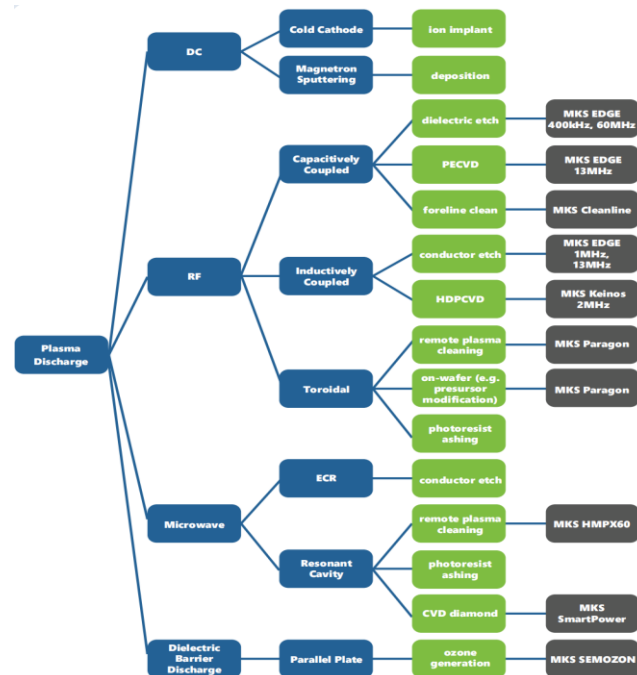 Cold Cathode
ion implant
DC
Magnetron
Sputtering
deposition
dielectric etch
MKS EDGE
400kHz, 60MHz
Capacitively
Coupled
PECVD
MKS EDGE
13MHz
foreline clean
MKS Cleanline
RF
Inductively
Coupled
conductor etch
MKS EDGE
1MHz,
13MHz
HDPCVD
MKS Keinos
2MHz
Plasma
Discharge
remote plasma
cleaning
MKS Paragon
Toroidal
on-wafer (e.g.
presursor
modification)
MKS Paragon
photoresist
ashing
ECR
conductor etch
Microwave
remote plasma
cleaning
MKS HMPX60
Resonant
Cavity
photoresist
ashing
CVD diamond
MKS
SmartPower
Dielectric
Barrier
Discharge
Parallel Plate
ozone
generation
MKS SEMOZON